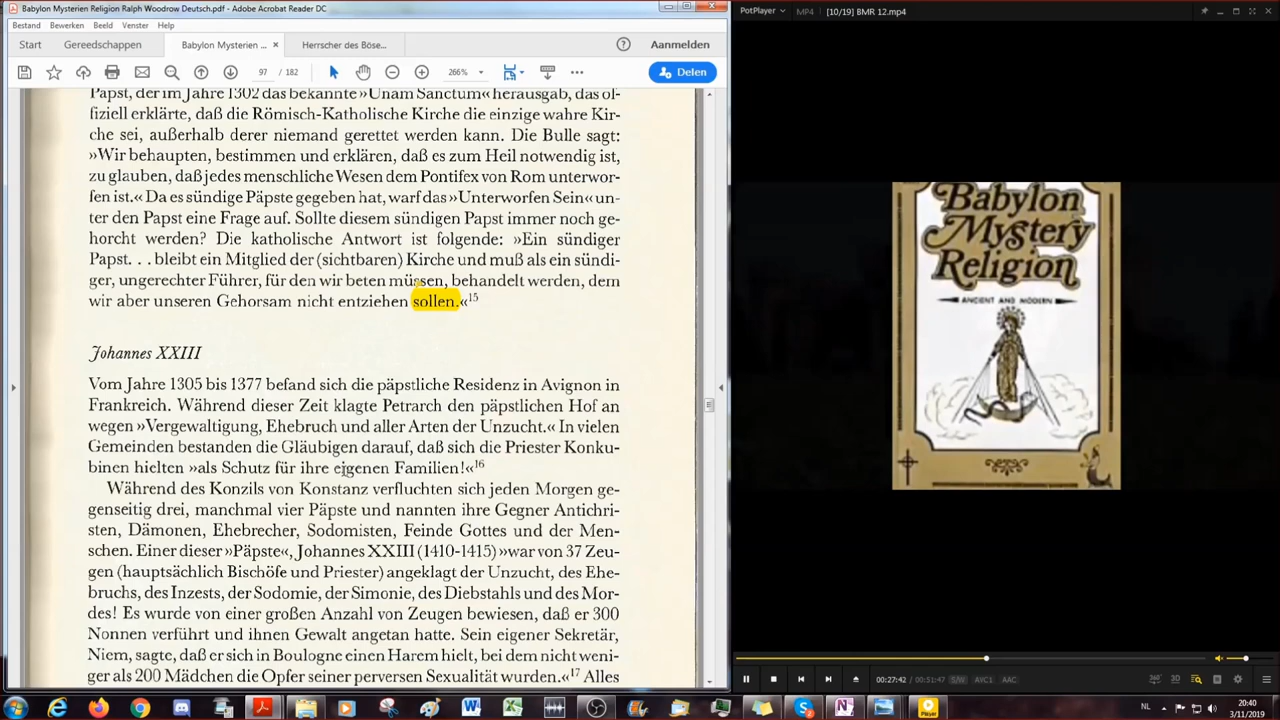 Babylon Mysterien Religion Ralph Woodrow Deutsch.pdf - Adobe Acrobat Reader DC
Bestand Bewerken Beeld Venster Help
Start Gereedschappen Babylon Mysterien ... × Herrscher des Böse... Aanmelden
97 / 182 266% Delen
Papst, der im Jahre 1302 das bekannte »Unam Sanctum« herausgab, das of-
fiziell erklärte, daß die Römisch-Katholische Kirche die einzige wahre Kir-
che sei, außerhalb derer niemand gerettet werden kann. Die Bulle sagt:
»Wir behaupten, bestimmen und erklären, daß es zum Heil notwendig ist,
zu glauben, daß jedes menschliche Wesen dem Pontifex von Rom unterwor-
fen ist.« Da es sündige Päpste gegeben hat, warf das »Unterworfen Sein« un-
ter den Papst eine Frage auf. Sollte diesem sündigen Papst immer noch ge-
horcht werden? Die katholische Antwort ist folgende: »Ein sündiger
Papst. . . bleibt ein Mitglied der (sichtbaren) Kirche und muß als ein sündi-
ger, ungerechter Führer, für den wir beten müssen, behandelt werden, dem
wir aber unseren Gehorsam nicht entziehen sollen.«15
Johannes XXIII
Vom Jahre 1305 bis 1377 befand sich die päpstliche Residenz in Avignon in
Frankreich. Während dieser Zeit klagte Petrarch den päpstlichen Hof an
wegen »Vergewaltigung, Ehebruch und aller Arten der Unzucht.« In vielen
Gemeinden bestanden die Gläubigen darauf, daß sich die Priester Konku-
binen hielten »als Schutz für ihre eigenen Familien!«16
Während des Konzils von Konstanz verfluchten sich jeden Morgen ge-
genseitig drei, manchmal vier Päpste und nannten ihre Gegner Antichri-
sten, Dämonen, Ehebrecher, Sodomisten, Feinde Gottes und der Men-
schen. Einer dieser »Päpste«, Johannes XXIII (1410-1415) »war von 37 Zeu-
gen (hauptsächlich Bischöfe und Priester) angeklagt der Unzucht, des Ehe-
bruchs, des Inzests, der Sodomie, der Simonie, des Diebstahls und des Mor-
des! Es wurde von einer großen Anzahl von Zeugen bewiesen, daß er 300
Nonnen verführt und ihnen Gewalt angetan hatte. Sein eigener Sekretär,
Niem, sagte, daß er sich in Boulogne einen Harem hielt, bei dem nicht weni-
ger als 200 Mädchen die Opfer seiner perversen Sexualität wurden.«17 Alles
PotPlayer MP4 [10/19] BMR 12.mp4
Babylon
Mystery
Religion
ANCIENT AND MODERN
00:27:42 / 00:51:47 S/W AVC1 AAC
NL 20:40
3/11/2019